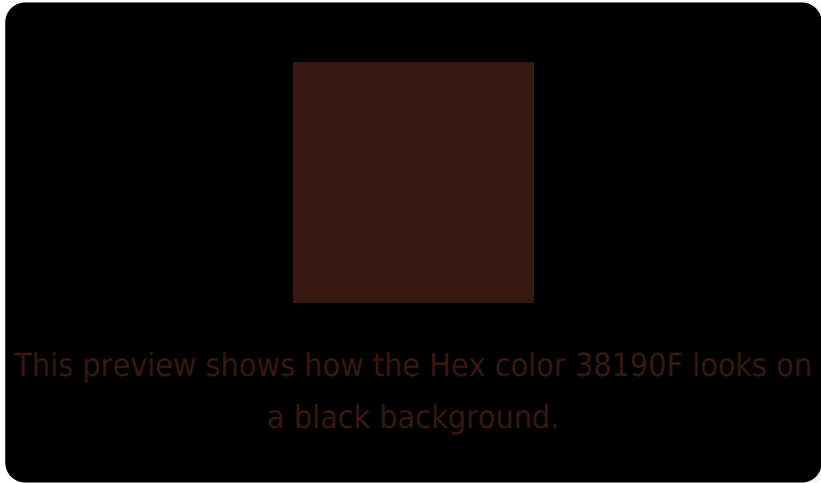 This preview shows how the Hex color 38190F looks on
a black background.